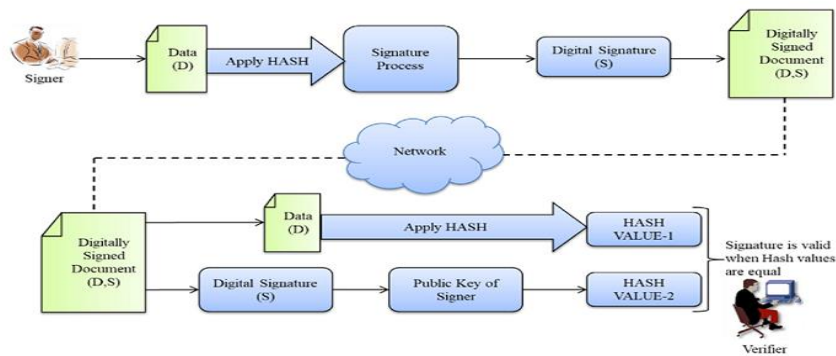 Signer
Data
(D)
Apply HASH
Signature
Process
Digital Signature
(S)
Digitally
Signed
Document
(D,S)
Network
Digitally
Signed
Document
(D,S)
Data
(D)
Apply HASH
HASH
VALUE-1
Digital Signature
(S)
Public Key of
Signer
HASH
VALUE-2
Signature is valid
when Hash values
are equal
Verifier